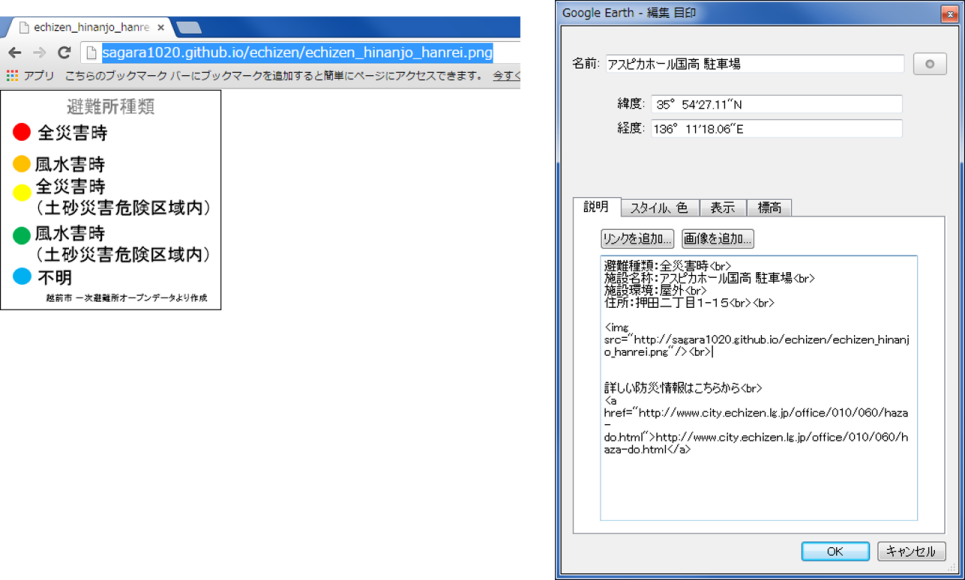 echizen_hinanjo_hanre
sagara1020.github.io/echizen/echizen_hinanjo_hanrei.png
アプリ こちらのブックマーク バーにブックマークを追加すると簡単にページにアクセスできます。 今すぐ
避難所種類
全災害時
風水害時
全災害時
(土砂災害危険区域内)
風水害時
(土砂災害危険区域内)
不明
越前市 一次避難所オープンデータより作成
Google Earth - 編集 目印
名前: アスピカホール国高 駐車場
緯度: 35° 54'27.11"N
経度: 136° 11'18.06"E
説明 スタイル、色 表示 標高
リンクを追加... 画像を追加...
避難種類:全災害時<br>
施設名称:アスピカホール国高 駐車場<br>
施設環境:屋外<br>
住所:押田二丁目1-15<br><br>
<img
src="http://sagara1020.github.io/echizen/echizen_hinanj
o_hanrei.png"/><br>
詳しい防災情報はこちらから<br>
<a
href="http://www.city.echizen.lg.jp/office/010/060/haza
-
do.html">http://www.city.echizen.lg.jp/office/010/060/h
aza-do.html</a>
OK キャンセル